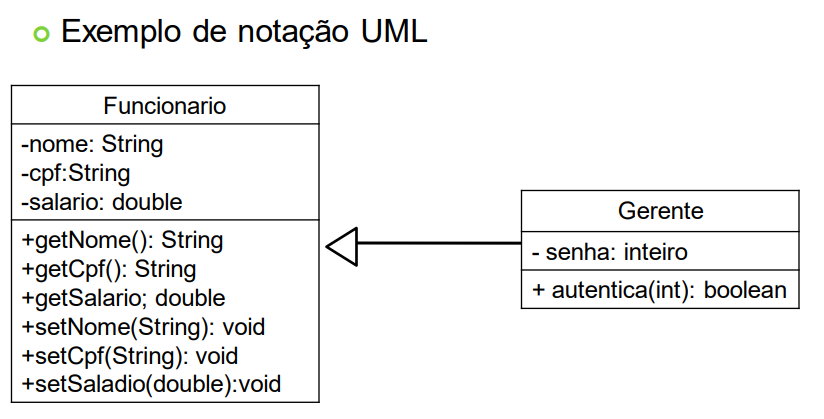 Exemplo de notação UML
Funcionario
-nome: String
-cpf:String
-salario: double
+getNome(): String
+getCpf(): String
+getSalario; double
+setNome(String): void
+setCpf(String): void
+setSaladio(double):void
Gerente
- senha: inteiro
+ autentica(int): boolean